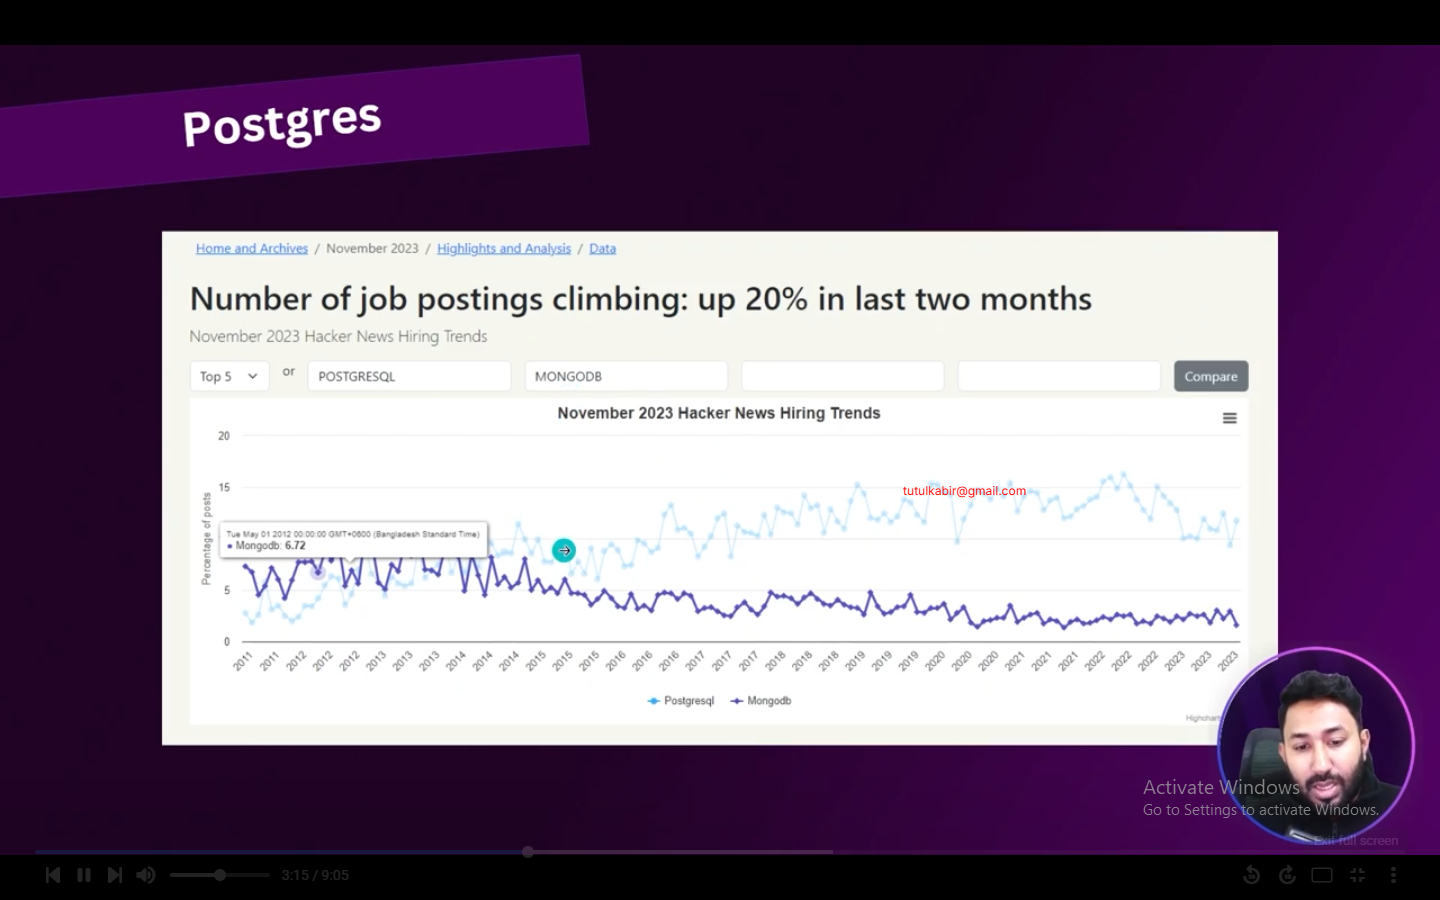 Postgres
Home and Archives / November 2023 / Highlights and Analysis / Data
Number of job postings climbing: up 20% in last two months
November 2023 Hacker News Hiring Trends
Top 5 or POSTGRESQL MONGODB Compare
November 2023 Hacker News Hiring Trends
20
15
tutulkabir@gmail.com
Percentage of posts
Tue May 01 2012 00:00:00 GMT+0600 (Bangladesh Standard Time)
Mongodb: 6.72
5
0
2011 2011 2012 2012 2012 2013 2013 2013 2014 2014 2014 2015 2015 2015 2016 2016 2016 2017 2017 2017 2018 2018 2018 2019 2019 2019 2020 2020 2020 2021 2021 2021 2022 2022 2022 2023 2023 2023
Postgresql Mongodb
Activate Windows
Go to Settings to activate Windows.
Exit full screen
3:15 / 9:05